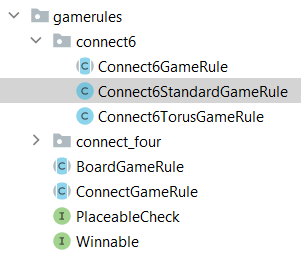 gamerules
connect6
Connect6GameRule
Connect6StandardGameRule
Connect6TorusGameRule
connect_four
BoardGameRule
ConnectGameRule
PlaceableCheck
Winnable